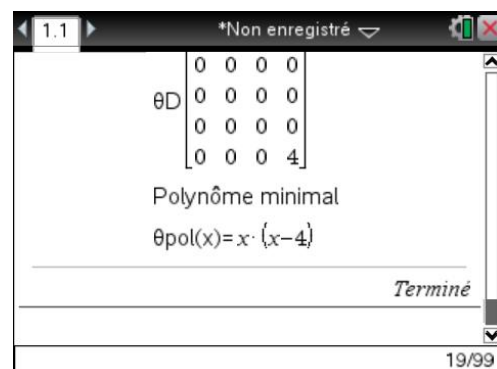 1.1 *Non enregistré
0 0 0 0
θD 0 0 0 0
0 0 0 0
0 0 0 4
Polynôme minimal
θpol(x)=x·(x−4)
Terminé
19/99